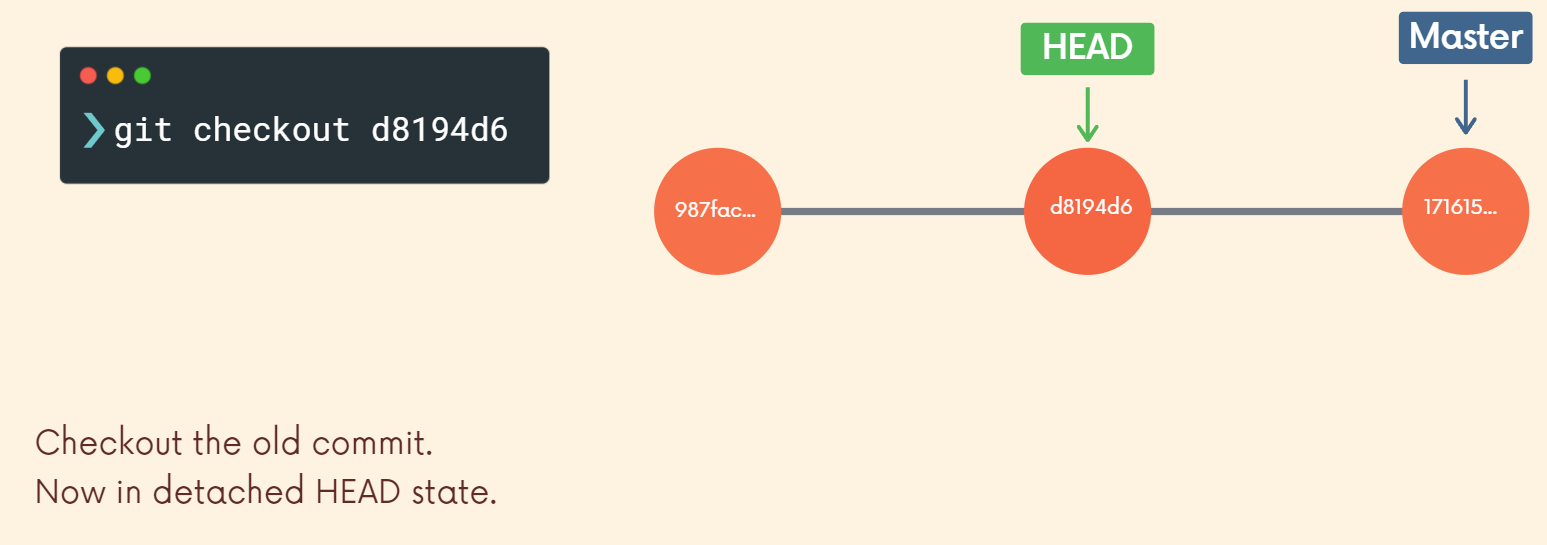 HEAD
Master
❯ git checkout d8194d6
987fac...
d8194d6
171615...
Checkout the old commit.
Now in detached HEAD state.